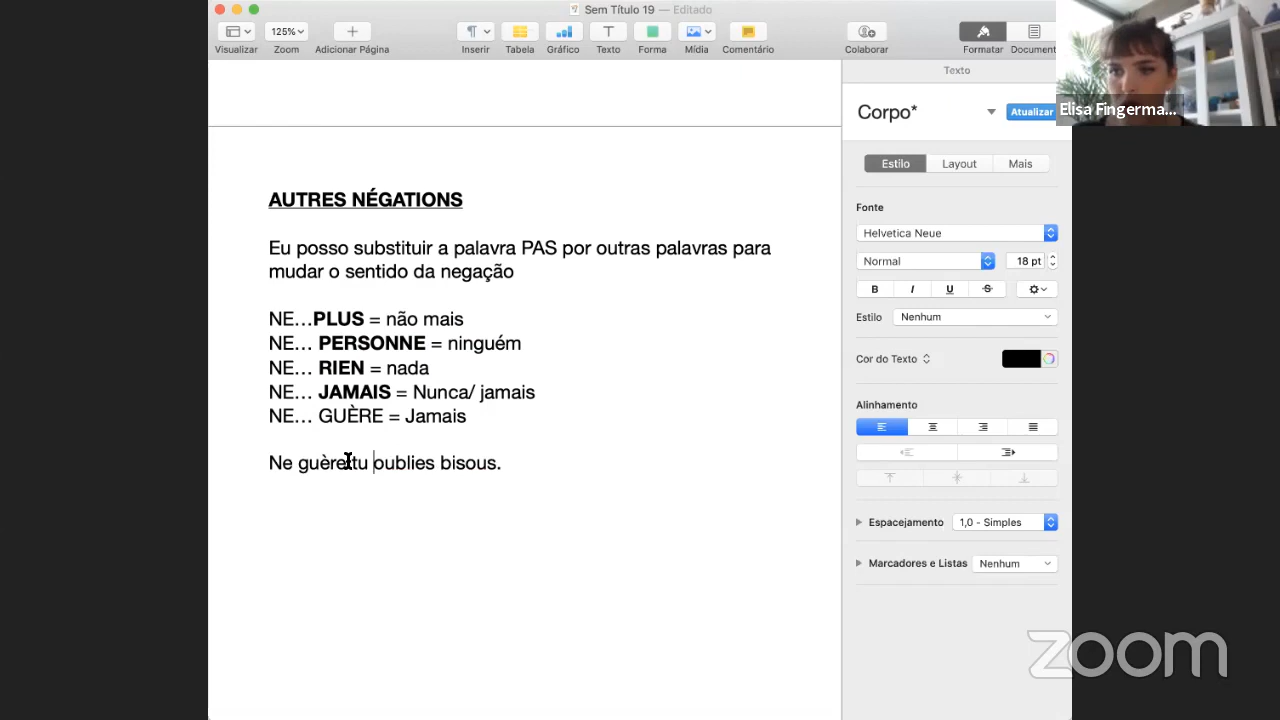 Sem Título 19 — Editado
125%
Visualizar Zoom Adicionar Página Inserir Tabela Gráfico Texto Forma Mídia Comentário Colaborar Formatar Document
Texto
Elisa Fingerma...
Corpo* Atualizar
Estilo Layout Mais
AUTRES NÉGATIONS
Eu posso substituir a palavra PAS por outras palavras para
mudar o sentido da negação
NE…PLUS = não mais
NE… PERSONNE = ninguém
NE… RIEN = nada
NE… JAMAIS = Nunca/ jamais
NE… GUÈRE = Jamais
Ne guère tu oublies bisous.
Fonte
Helvetica Neue
Normal 18 pt
B I U S
Estilo Nenhum
Cor do Texto
Alinhamento
Espacejamento 1,0 - Simples
Marcadores e Listas Nenhum
zoom